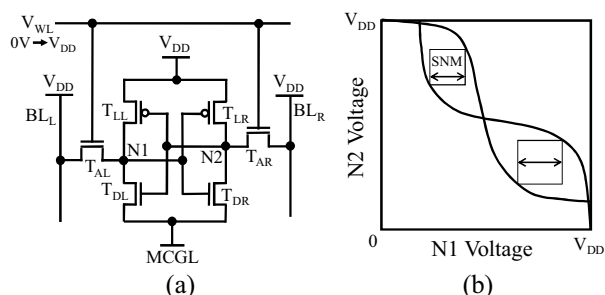 V_WL
0V → V_DD
V_DD
V_DD
V_DD
BL_L
T_LL
T_LR
BL_R
T_AL
N1
N2
T_AR
T_DL
T_DR
MCGL
(a)
V_DD
SNM
N2 Voltage
0
N1 Voltage
V_DD
(b)